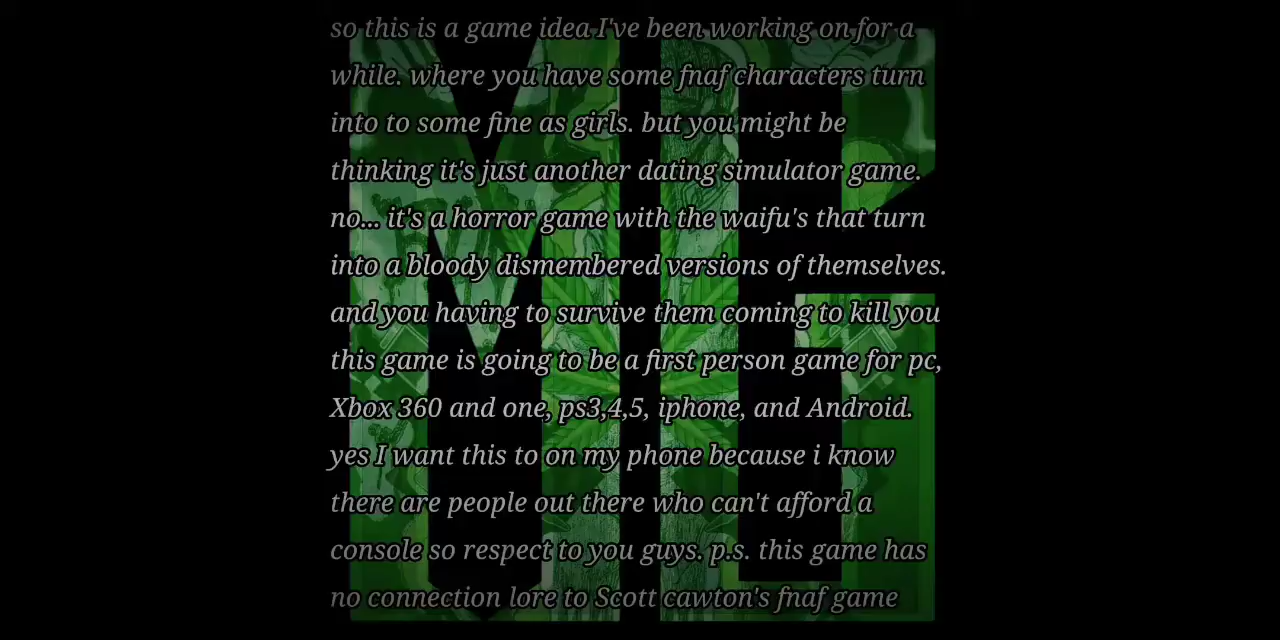 so this is a game idea I've been working on for a
while. where you have some fnaf characters turn
into to some fine as girls. but you might be
thinking it's just another dating simulator game.
no... it's a horror game with the waifu's that turn
into a bloody dismembered versions of themselves.
and you having to survive them coming to kill you
this game is going to be a first person game for pc,
Xbox 360 and one, ps3,4,5, iphone, and Android.
yes I want this to on my phone because i know
there are people out there who can't afford a
console so respect to you guys. p.s. this game has
no connection lore to Scott cawton's fnaf game